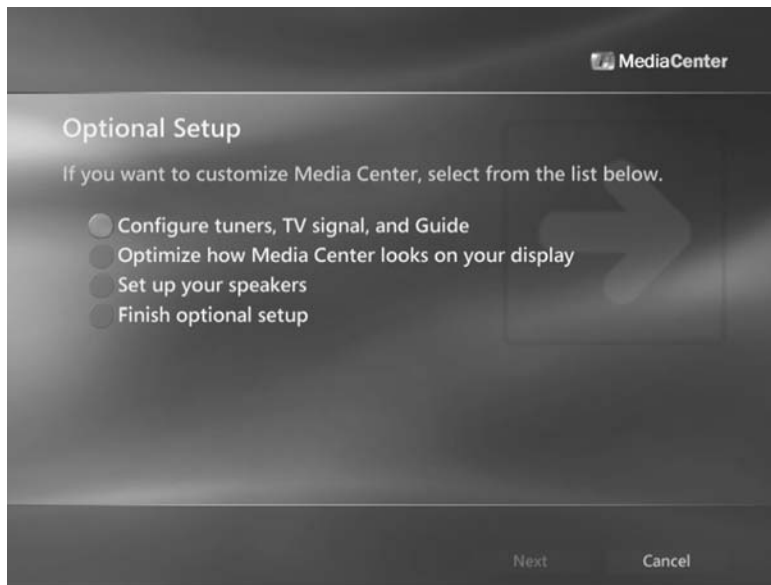 MediaCenter
Optional Setup
If you want to customize Media Center, select from the list below.
Configure tuners, TV signal, and Guide
Optimize how Media Center looks on your display
Set up your speakers
Finish optional setup
Next
Cancel